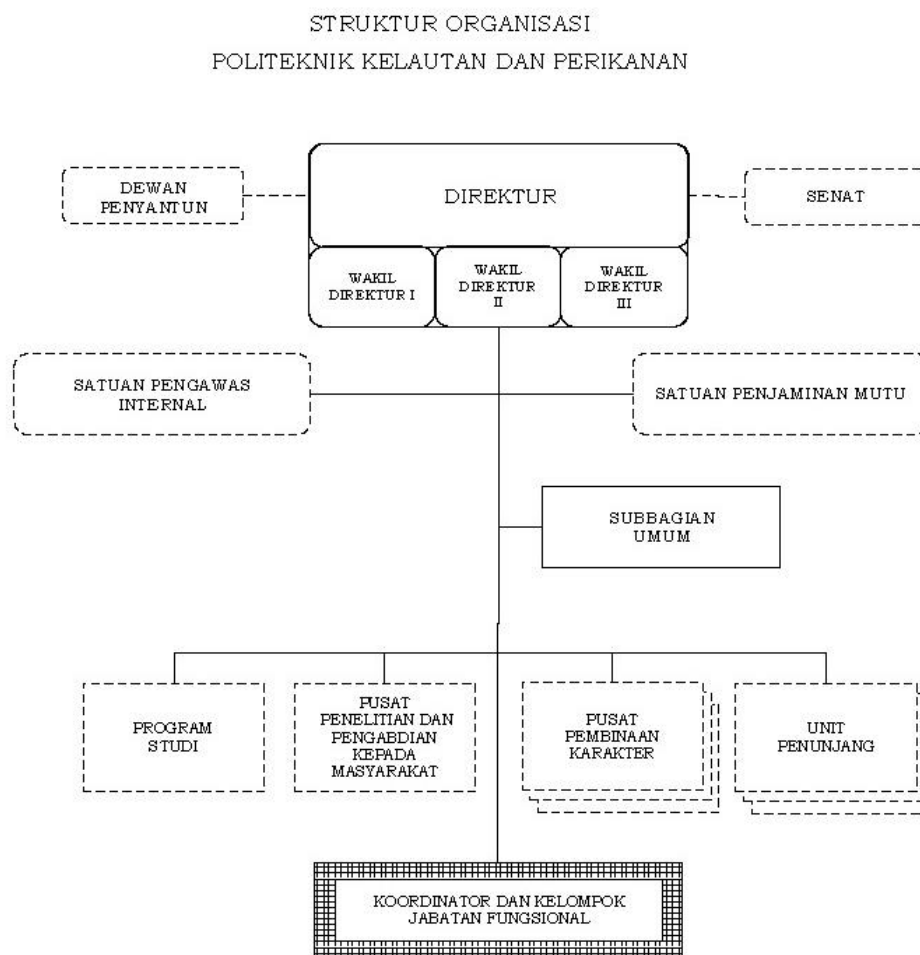 STRUKTUR ORGANISASI
POLITEKNIK KELAUTAN DAN PERIKANAN
DEWAN
PENYANTUN
DIREKTUR
SENAT
WAKIL
DIREKTUR I
WAKIL
DIREKTUR
II
WAKIL
DIREKTUR
III
SATUAN PENGAWAS
INTERNAL
SATUAN PENJAMINAN MUTU
SUBBAGIAN
UMUM
PROGRAM
STUDI
PUSAT
PENELITIAN DAN
PENGABDIAN
KEPADA
MASYARAKAT
PUSAT
PEMBINAAN
KARAKTER
UNIT
PENUNJANG
KOORDINATOR DAN KELOMPOK
JABATAN FUNGSIONAL